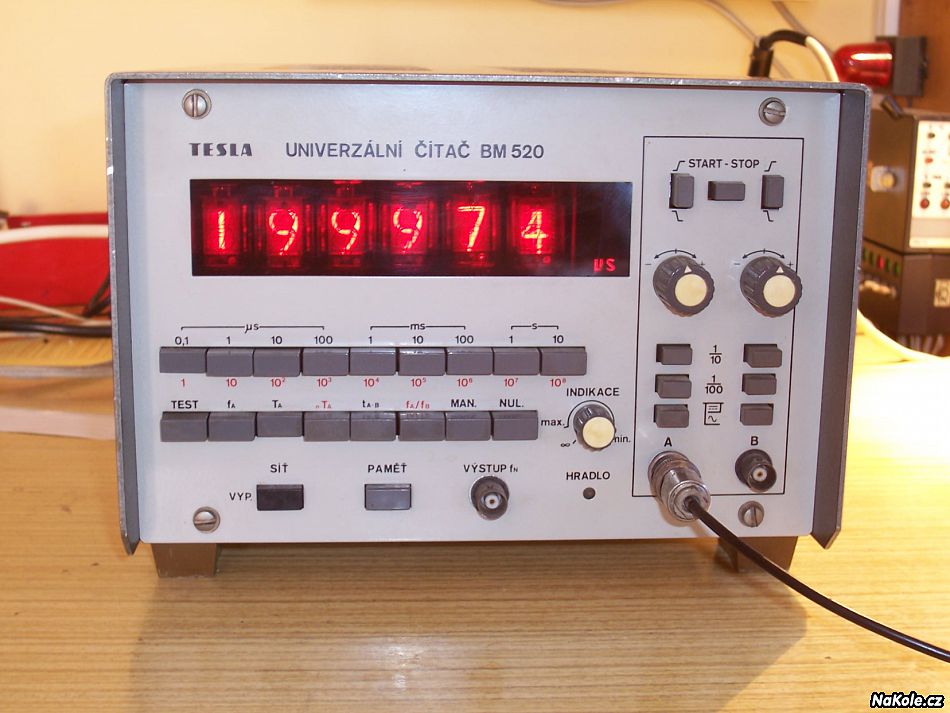 TESLA UNIVERZÁLNÍ ČÍTAČ BM 520
START - STOP
199974
μS
- + - +
μs ms s
0,1 1 10 100 1 10 100 1 10
1 10 10² 10³ 10⁴ 10⁵ 10⁶ 10⁷ 10⁸
1/10
1/100
INDIKACE
TEST fA TA nTA tA-B fA/fB MAN. NUL.
max. ∞ min.
A B
SÍŤ PAMĚŤ VÝSTUP fN HRADLO
VYP.
NaKole.cz